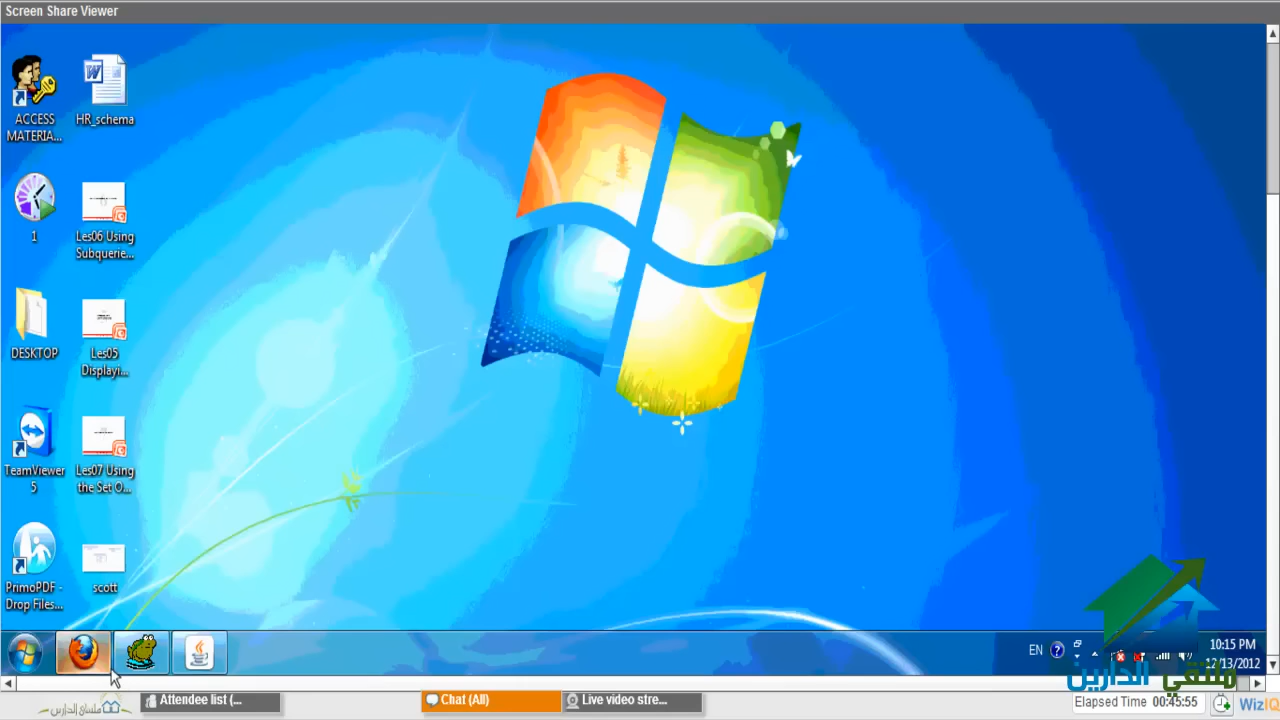 Screen Share Viewer
ACCESS
MATERIA...
HR_schema
1
Les06 Using
Subquerie...
DESKTOP
Les05
Displayi...
TeamViewer
5
Les07 Using
the Set O...
PrimoPDF -
Drop Files...
scott
EN
10:15 PM
12/13/2012
ملتقى الدارين
Attendee list (...
Chat (All)
Live video stre...
Elapsed Time 00:45:55
WizIQ